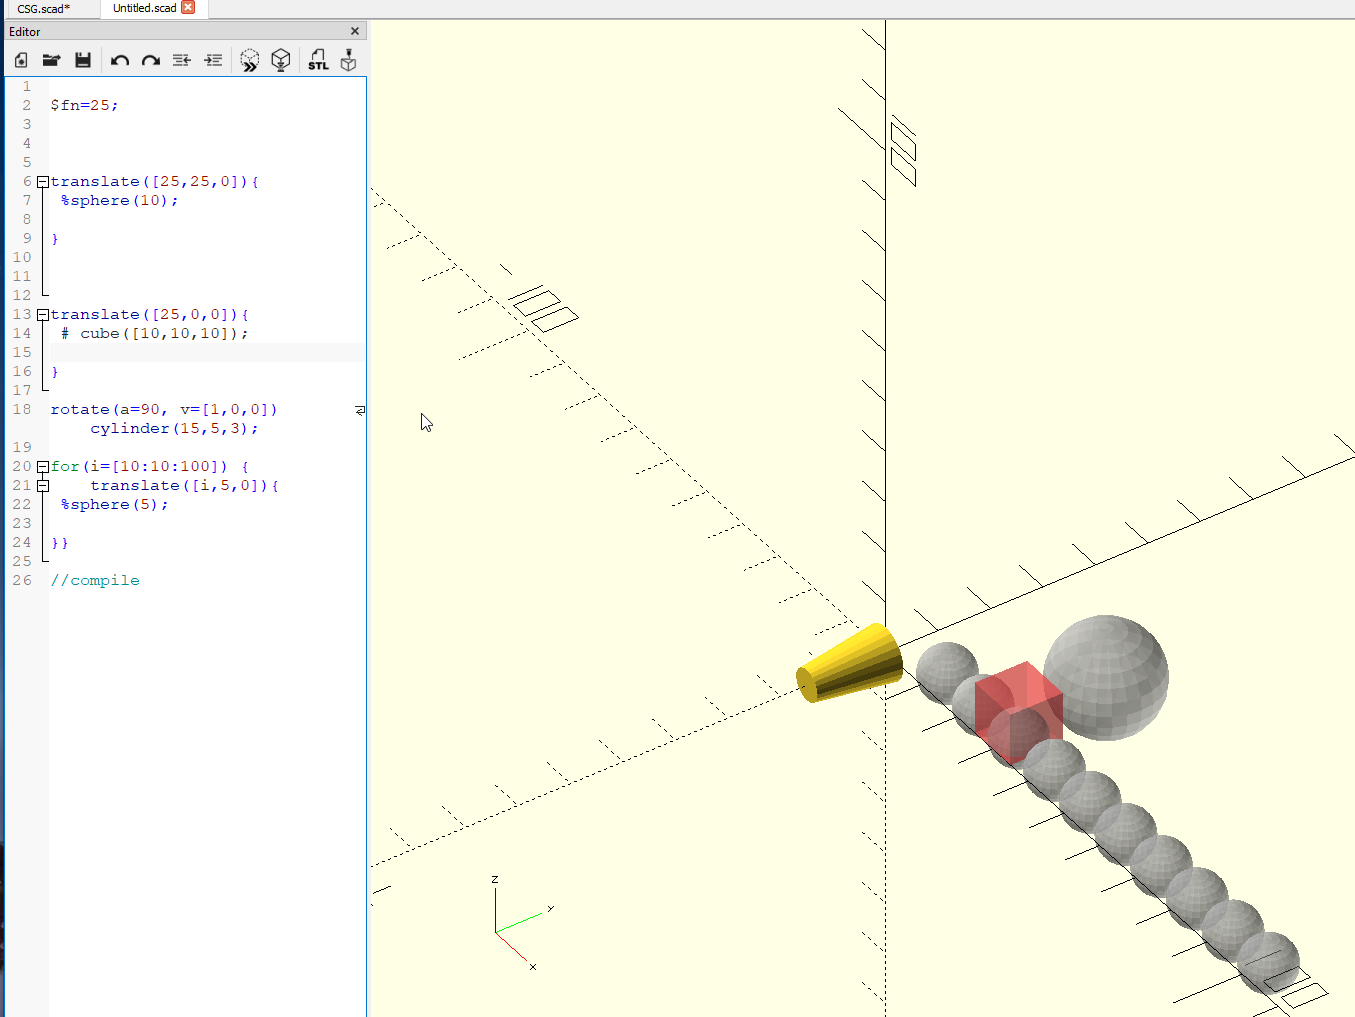 CSG.scad* Untitled.scad
Editor
STL
1
2 $fn=25;
3
4
5
6 translate([25,25,0]){
7 %sphere(10);
8
9 }
10
11
12
13 translate([25,0,0]){
14 # cube([10,10,10]);
15
16 }
17
18 rotate(a=90, v=[1,0,0])
cylinder(15,5,3);
19
20 for(i=[10:10:100]) {
21 translate([i,5,0]){
22 %sphere(5);
23
24 }}
25
26 //compile
100
100
z
y
x